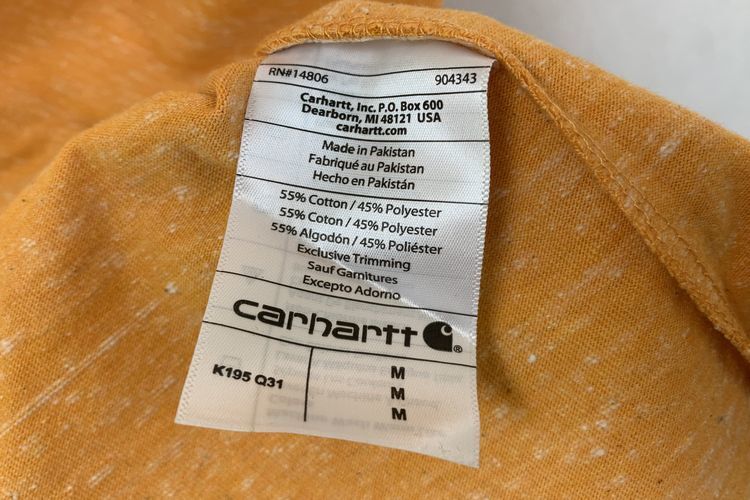 RN#14806 904343
Carhartt, Inc. P.O. Box 600
Dearborn, MI 48121 USA
carhartt.com
Made in Pakistan
Fabriqué au Pakistan
Hecho en Pakistán
55% Cotton / 45% Polyester
55% Coton / 45% Polyester
55% Algodón / 45% Poliéster
Exclusive Trimming
Sauf Garnitures
Excepto Adorno
carhartt ®
K195 Q31
M
M
M